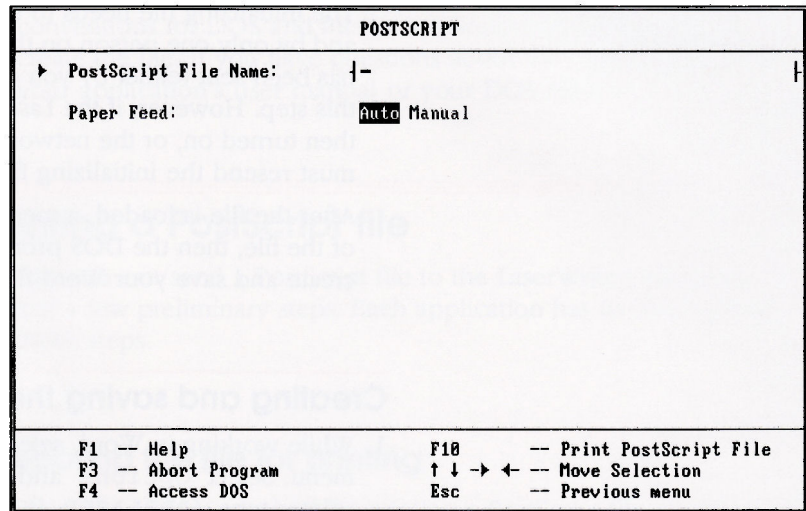 POSTSCRIPT
▶ PostScript File Name: ┤- ├
Paper Feed: Auto Manual
F1 -- Help F10 -- Print PostScript File
F3 -- Abort Program ↑ ↓ → ← -- Move Selection
F4 -- Access DOS Esc -- Previous menu